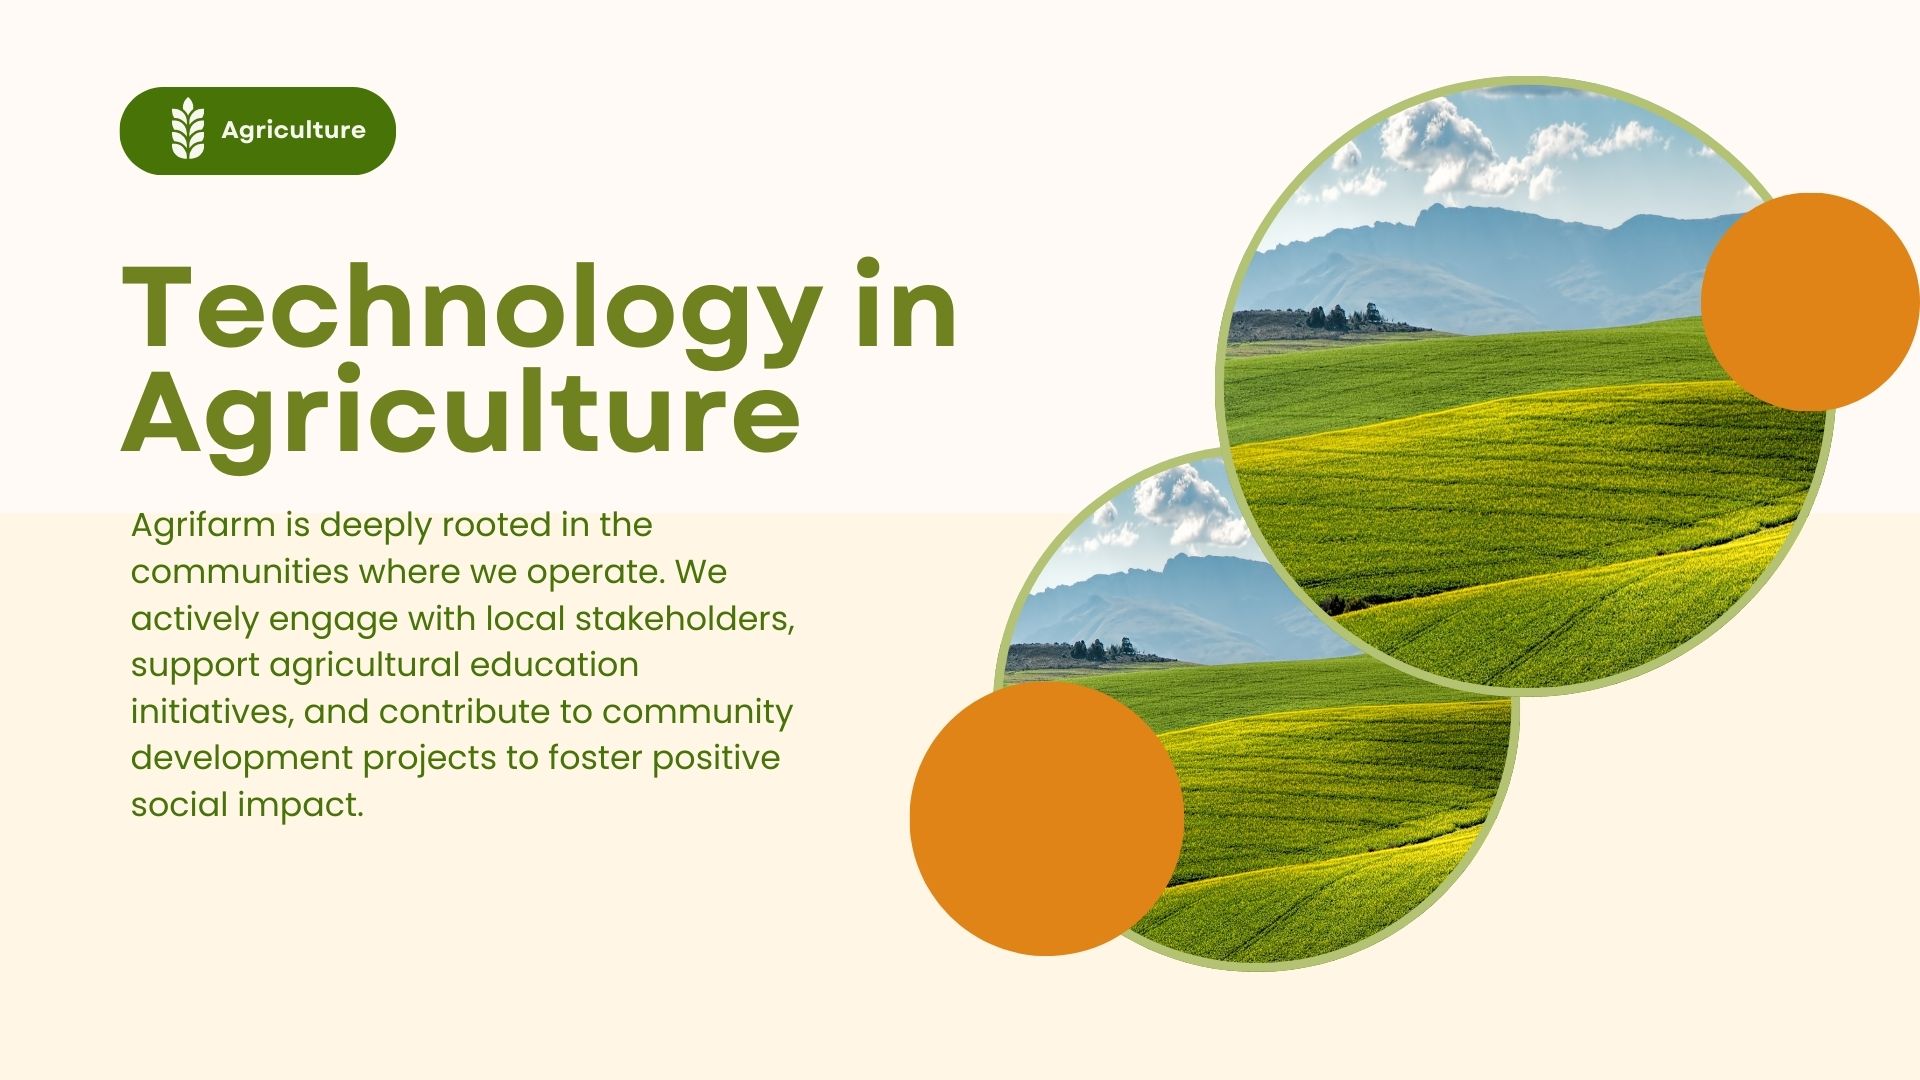 Agriculture
Technology in
Agriculture
Agrifarm is deeply rooted in the
communities where we operate. We
actively engage with local stakeholders,
support agricultural education
initiatives, and contribute to community
development projects to foster positive
social impact.